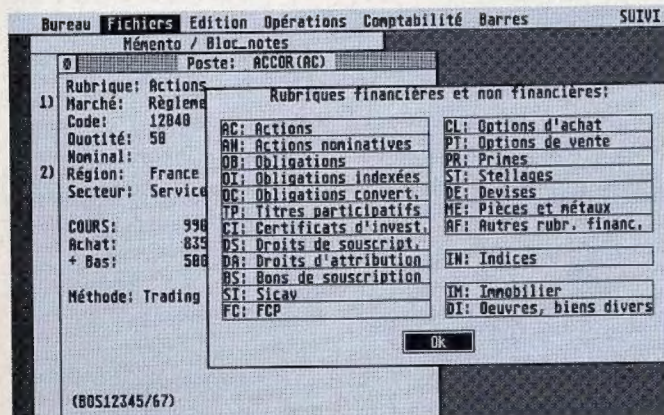 Bureau Fichiers Edition Opérations Comptabilité Barres SUIVI
Mémento / Bloc_notes
Poste: ACCOR(AC)
Rubrique: Actions
1) Marché: Règleme
Code: 12040
Quotité: 50
Nominal:
2) Région: France
Secteur: Service
COURS: 990
Achat: 835
+ Bas: 500
Méthode: Trading
(BOS12345/67)
Rubriques financières et non financières:
AC: Actions
AN: Actions nominatives
OB: Obligations
OI: Obligations indexées
OC: Obligations convert.
TP: Titres participatifs
CI: Certificats d'invest.
DS: Droits de souscript.
DA: Droits d'attribution
BS: Bons de souscription
SI: Sicav
FC: FCP
CL: Options d'achat
PT: Options de vente
PR: Primes
ST: Stellages
DE: Devises
ME: Pièces et métaux
AF: Autres rubr. financ.
IN: Indices
IM: Immobilier
DI: Oeuvres, biens divers
Ok